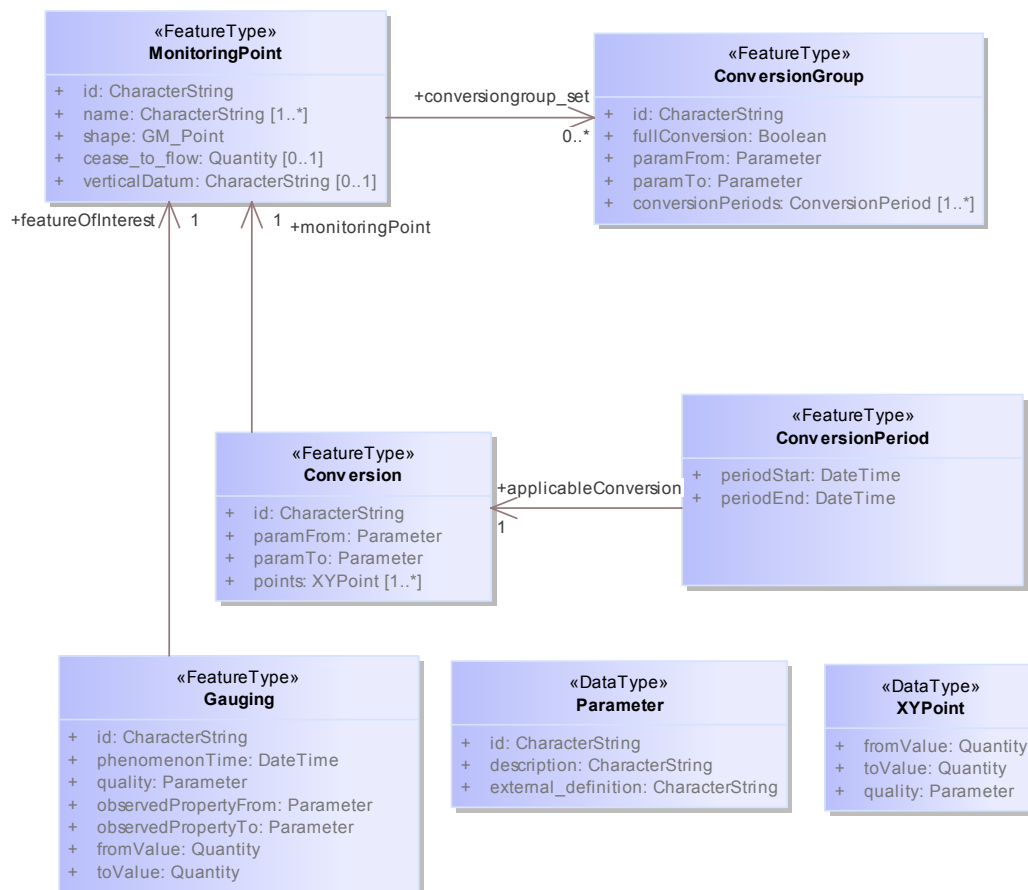 «FeatureType»
MonitoringPoint
+ id: CharacterString
+ name: CharacterString [1..*]
+ shape: GM_Point
+ cease_to_flow: Quantity [0..1]
+ verticalDatum: CharacterString [0..1]
+conversiongroup_set
0..*
«FeatureType»
ConversionGroup
+ id: CharacterString
+ fullConversion: Boolean
+ paramFrom: Parameter
+ paramTo: Parameter
+ conversionPeriods: ConversionPeriod [1..*]
+featureOfInterest
1
1
+monitoringPoint
«FeatureType»
Conversion
+ id: CharacterString
+ paramFrom: Parameter
+ paramTo: Parameter
+ points: XYPoint [1..*]
+applicableConversion
1
«FeatureType»
ConversionPeriod
+ periodStart: DateTime
+ periodEnd: DateTime
«FeatureType»
Gauging
+ id: CharacterString
+ phenomenonTime: DateTime
+ quality: Parameter
+ observedPropertyFrom: Parameter
+ observedPropertyTo: Parameter
+ fromValue: Quantity
+ toValue: Quantity
«DataType»
Parameter
+ id: CharacterString
+ description: CharacterString
+ external_definition: CharacterString
«DataType»
XYPoint
+ fromValue: Quantity
+ toValue: Quantity
+ quality: Parameter